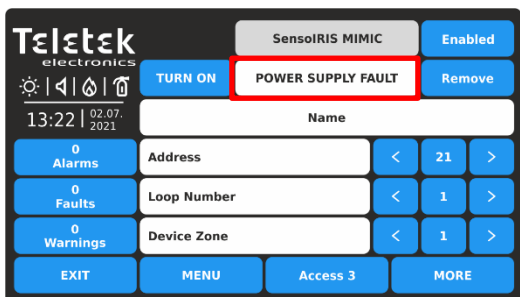 Teletek
electronics
SensoIRIS MIMIC
Enabled
TURN ON
POWER SUPPLY FAULT
Remove
13:22 02.07.
2021
Name
0
Alarms
Address
< 21 >
0
Faults
Loop Number
< 1 >
0
Warnings
Device Zone
< 1 >
EXIT
MENU
Access 3
MORE